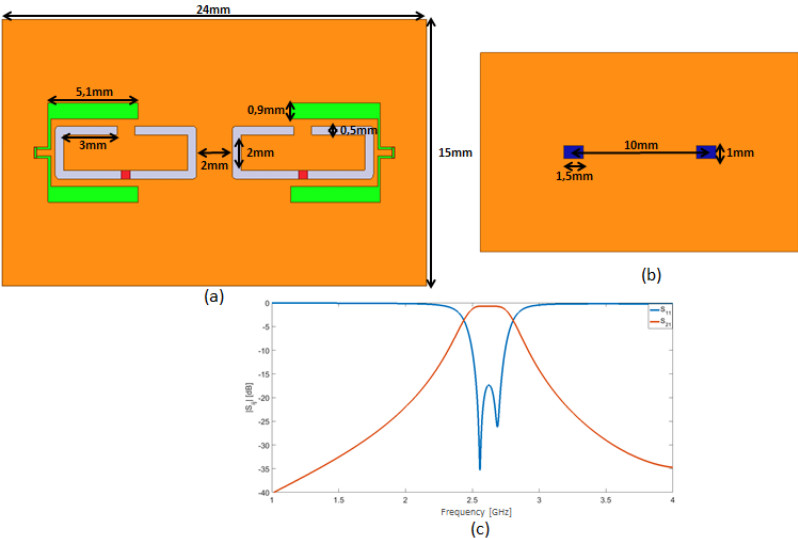 24mm
5,1mm
0,9mm
0,5mm
3mm
2mm
2mm
15mm
(a)
10mm
1mm
1,5mm
(b)
S11
S21
|Sij| [dB]
0
-5
-10
-15
-20
-25
-30
-35
-40
1
1.5
2
2.5
3
3.5
4
Frequency [GHz]
(c)